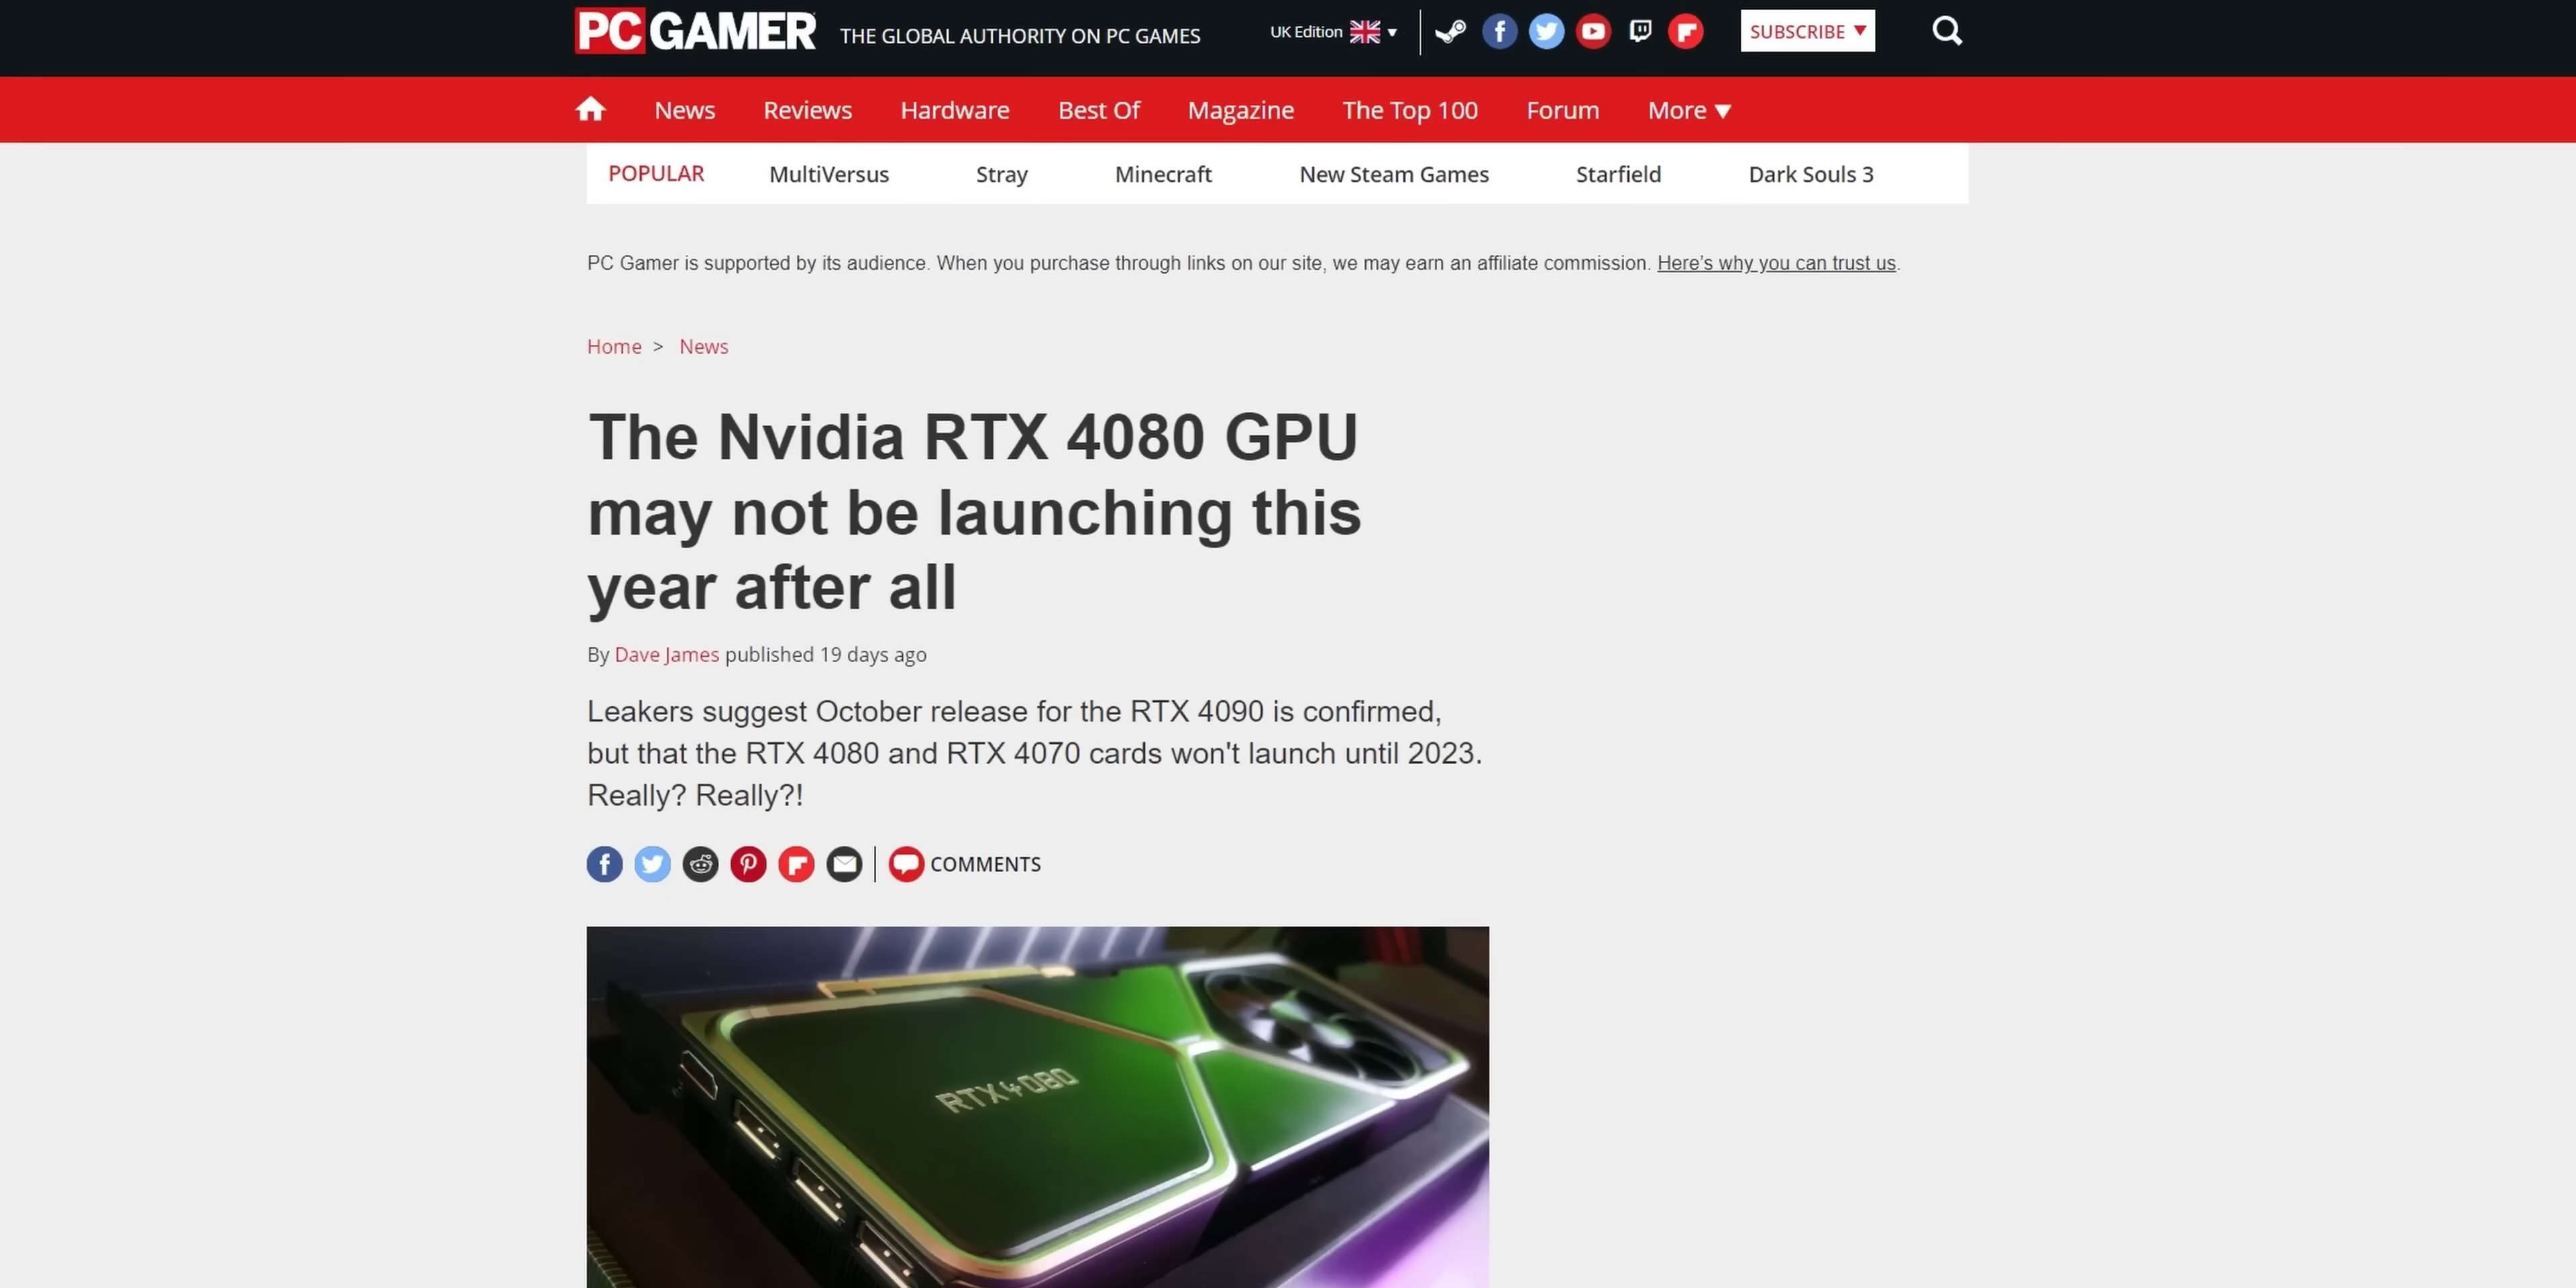 PC GAMER THE GLOBAL AUTHORITY ON PC GAMES UK Edition SUBSCRIBE
News Reviews Hardware Best Of Magazine The Top 100 Forum More
POPULAR MultiVersus Stray Minecraft New Steam Games Starfield Dark Souls 3
PC Gamer is supported by its audience. When you purchase through links on our site, we may earn an affiliate commission. Here's why you can trust us.
Home > News
The Nvidia RTX 4080 GPU
may not be launching this
year after all
By Dave James published 19 days ago
Leakers suggest October release for the RTX 4090 is confirmed,
but that the RTX 4080 and RTX 4070 cards won't launch until 2023.
Really? Really?!
COMMENTS
RTX4080